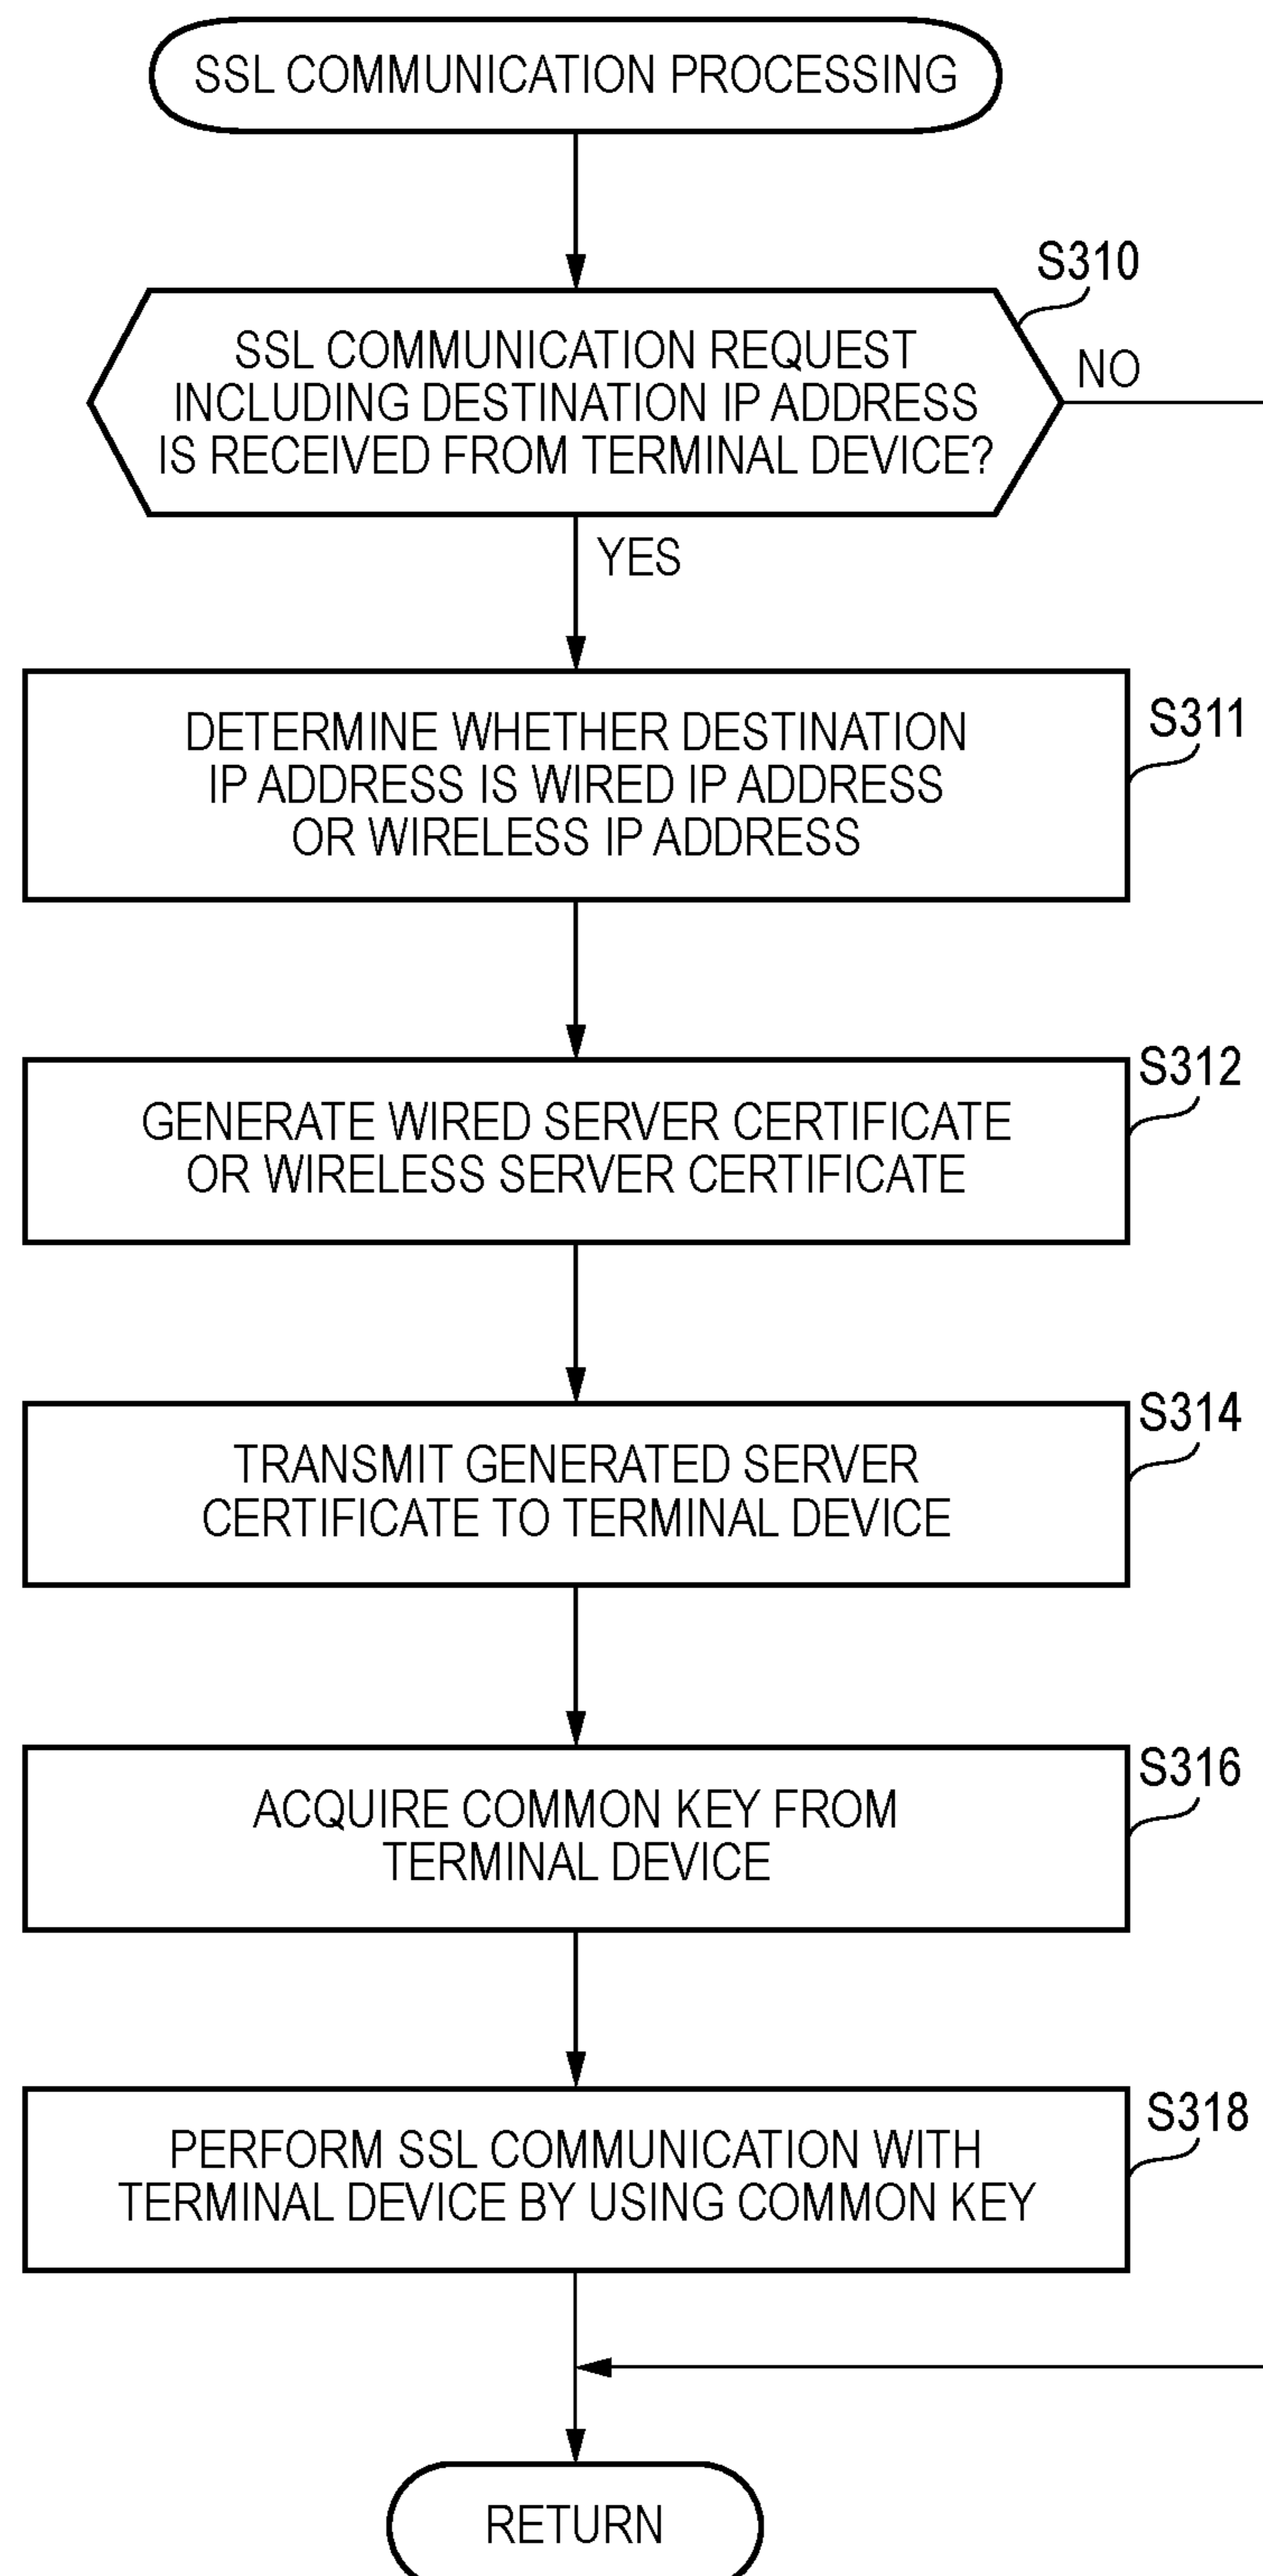 SSL COMMUNICATION PROCESSING
S310
SSL COMMUNICATION REQUEST
INCLUDING DESTINATION IP ADDRESS
IS RECEIVED FROM TERMINAL DEVICE?
NO
YES
S311
DETERMINE WHETHER DESTINATION
IP ADDRESS IS WIRED IP ADDRESS
OR WIRELESS IP ADDRESS
S312
GENERATE WIRED SERVER CERTIFICATE
OR WIRELESS SERVER CERTIFICATE
S314
TRANSMIT GENERATED SERVER
CERTIFICATE TO TERMINAL DEVICE
S316
ACQUIRE COMMON KEY FROM
TERMINAL DEVICE
S318
PERFORM SSL COMMUNICATION WITH
TERMINAL DEVICE BY USING COMMON KEY
RETURN